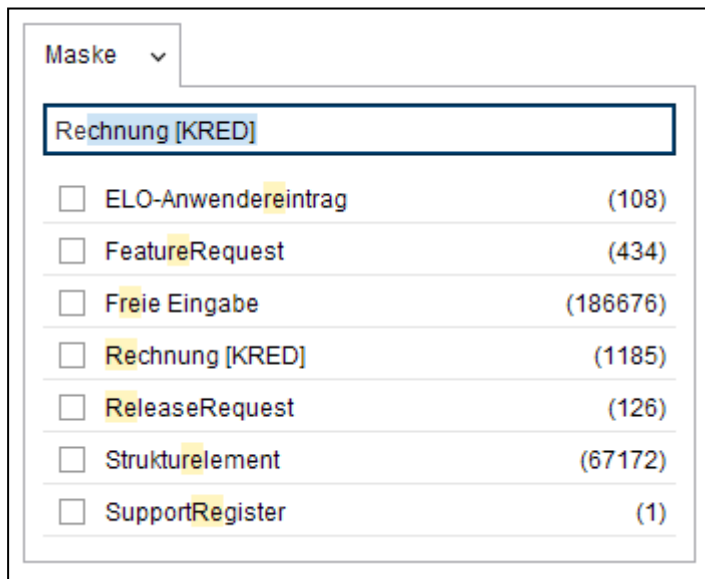 Maske
Rechnung [KRED]
ELO-Anwendereintrag (108)
FeatureRequest (434)
Freie Eingabe (186676)
Rechnung [KRED] (1185)
ReleaseRequest (126)
Strukturelement (67172)
SupportRegister (1)